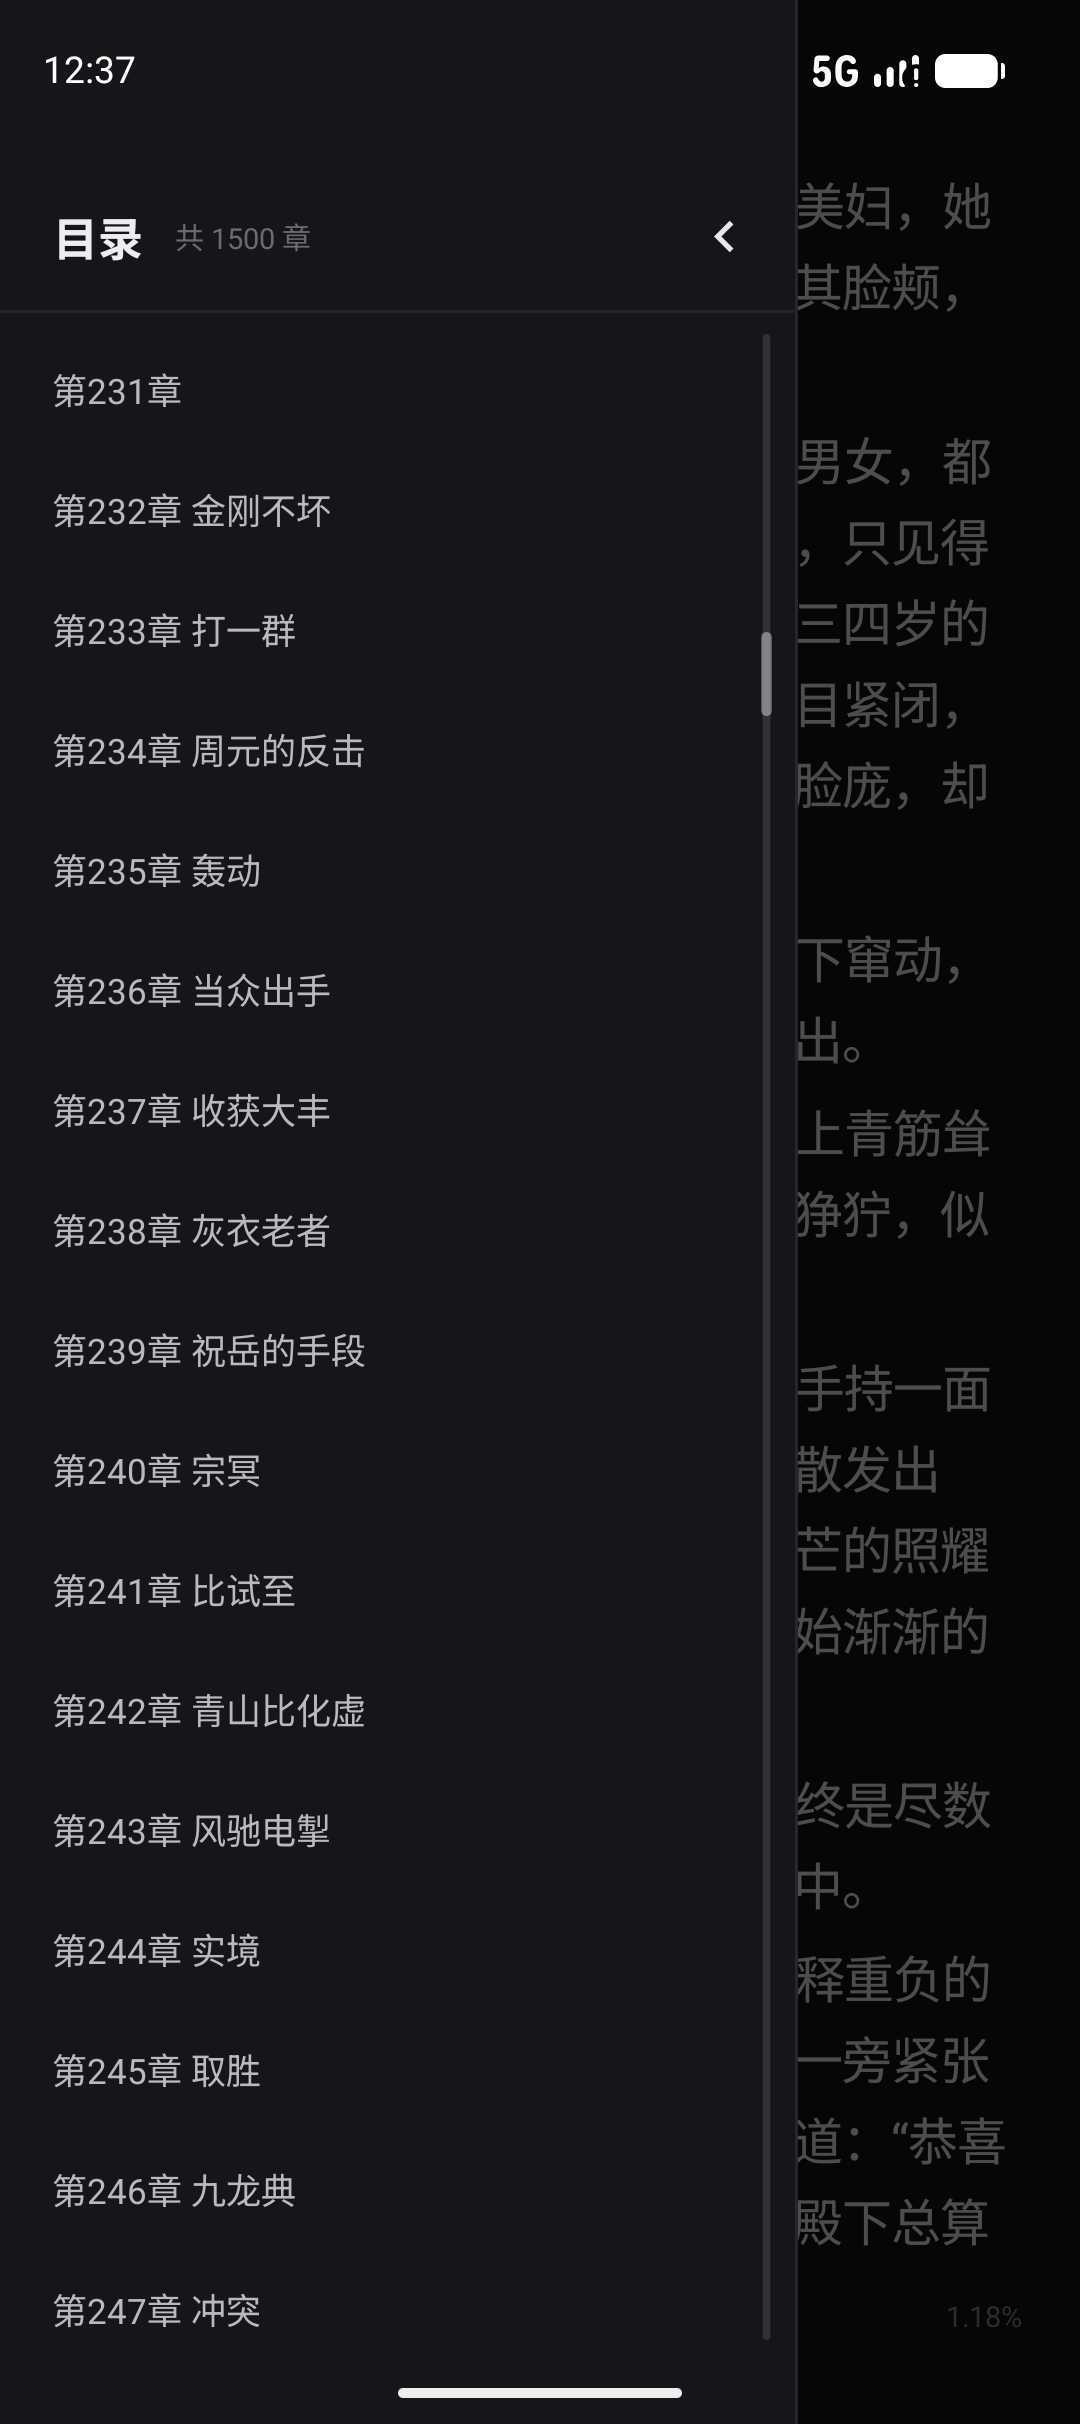 12:37
5G
目录 共 1500 章
第231章
第232章 金刚不坏
第233章 打一群
第234章 周元的反击
第235章 轰动
第236章 当众出手
第237章 收获大丰
第238章 灰衣老者
第239章 祝岳的手段
第240章 宗冥
第241章 比试至
第242章 青山比化虚
第243章 风驰电掣
第244章 实境
第245章 取胜
第246章 九龙典
第247章 冲突
美妇，她
其脸颊，
男女，都
，只见得
三四岁的
目紧闭，
脸庞，却
下窜动，
出。
上青筋耸
狰狞，似
手持一面
散发出
芒的照耀
始渐渐的
终是尽数
中。
释重负的
一旁紧张
道：“恭喜
殿下总算
1.18%